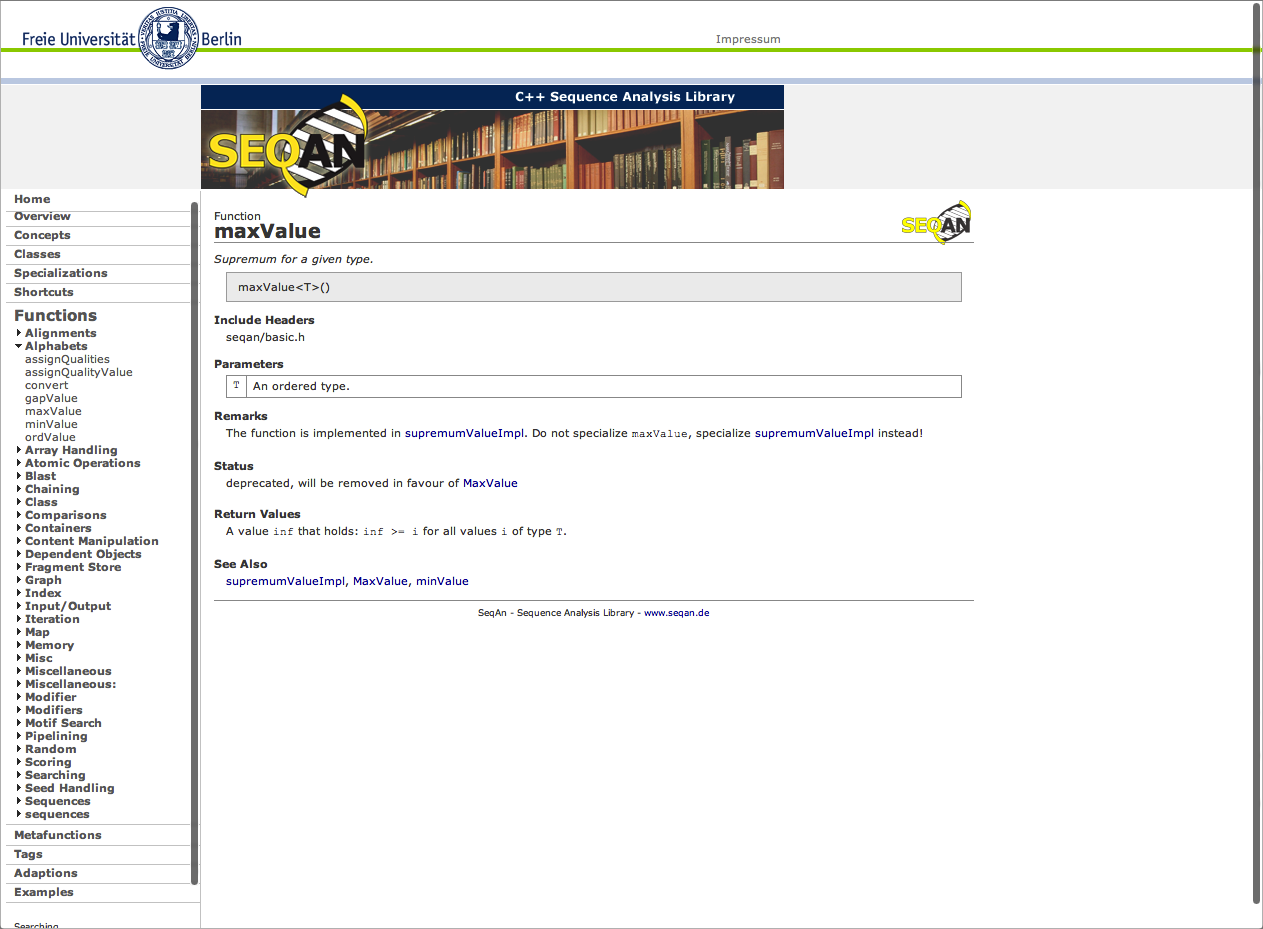 Freie Universität Berlin
Impressum
C++ Sequence Analysis Library
SEQAN
Home
Overview
Concepts
Classes
Specializations
Shortcuts
Functions
Alignments
Alphabets
assignQualities
assignQualityValue
convert
gapValue
maxValue
minValue
ordValue
Array Handling
Atomic Operations
Blast
Chaining
Class
Comparisons
Containers
Content Manipulation
Dependent Objects
Fragment Store
Graph
Index
Input/Output
Iteration
Map
Memory
Misc
Miscellaneous
Miscellaneous:
Modifier
Modifiers
Motif Search
Pipelining
Random
Scoring
Searching
Seed Handling
Sequences
sequences
Metafunctions
Tags
Adaptions
Examples
Searching
Function
maxValue
SEQAN
Supremum for a given type.
maxValue<T>()
Include Headers
seqan/basic.h
Parameters
T An ordered type.
Remarks
The function is implemented in supremumValueImpl. Do not specialize maxValue, specialize supremumValueImpl instead!
Status
deprecated, will be removed in favour of MaxValue
Return Values
A value inf that holds: inf >= i for all values i of type T.
See Also
supremumValueImpl, MaxValue, minValue
SeqAn - Sequence Analysis Library - www.seqan.de